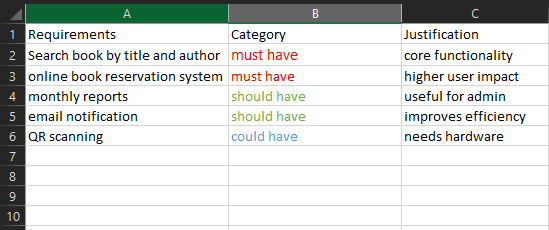 A B C
1 Requirements Category Justification
2 Search book by title and author must have core functionality
3 online book reservation system must have higher user impact
4 monthly reports should have useful for admin
5 email notification should have improves efficiency
6 QR scanning could have needs hardware
7
8
9
10